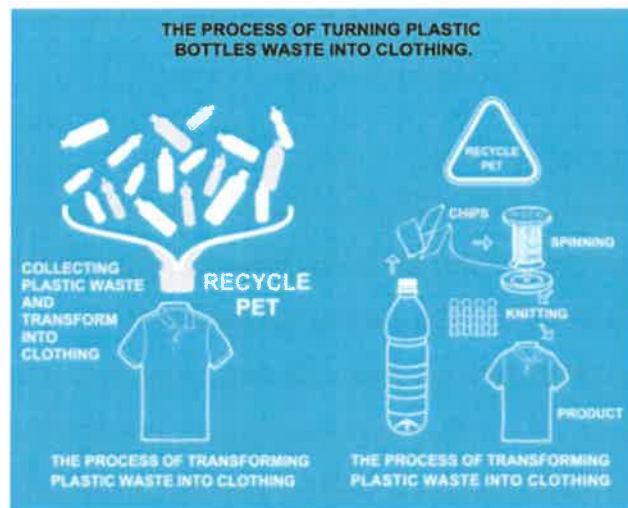 THE PROCESS OF TURNING PLASTIC
BOTTLES WASTE INTO CLOTHING.
COLLECTING
PLASTIC WASTE
AND
TRANSFORM
INTO
CLOTHING
RECYCLE
PET
THE PROCESS OF TRANSFORMING
PLASTIC WASTE INTO CLOTHING
RECYCLE
PET
CHIPS
SPINNING
KNITTING
PRODUCT
THE PROCESS OF TRANSFORMING
PLASTIC WASTE INTO CLOTHING